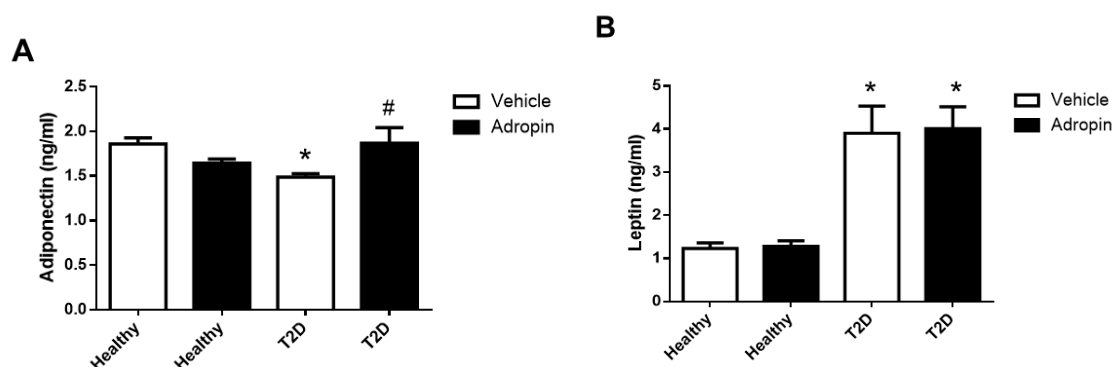 A
Adiponectin (ng/ml)
2.5
2.0
1.5
1.0
0.5
0.0
*
#
Healthy
Healthy
T2D
T2D
Vehicle
Adropin
B
Leptin (ng/ml)
5
4
3
2
1
0
*
*
Healthy
Healthy
T2D
T2D
Vehicle
Adropin